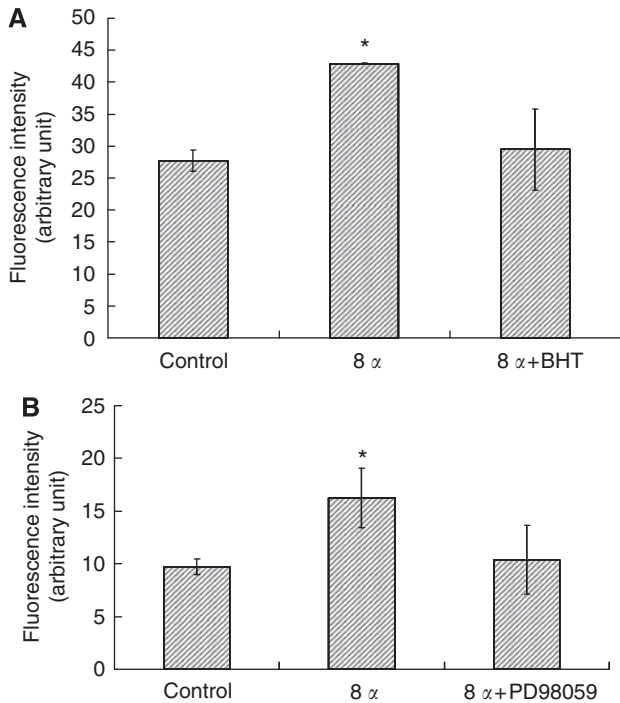 A
Fluorescence intensity
(arbitrary unit)
50
45
40
35
30
25
20
15
10
5
0
*
Control
8 α
8 α+BHT
B
Fluorescence intensity
(arbitrary unit)
25
20
15
10
5
0
*
Control
8 α
8 α+PD98059